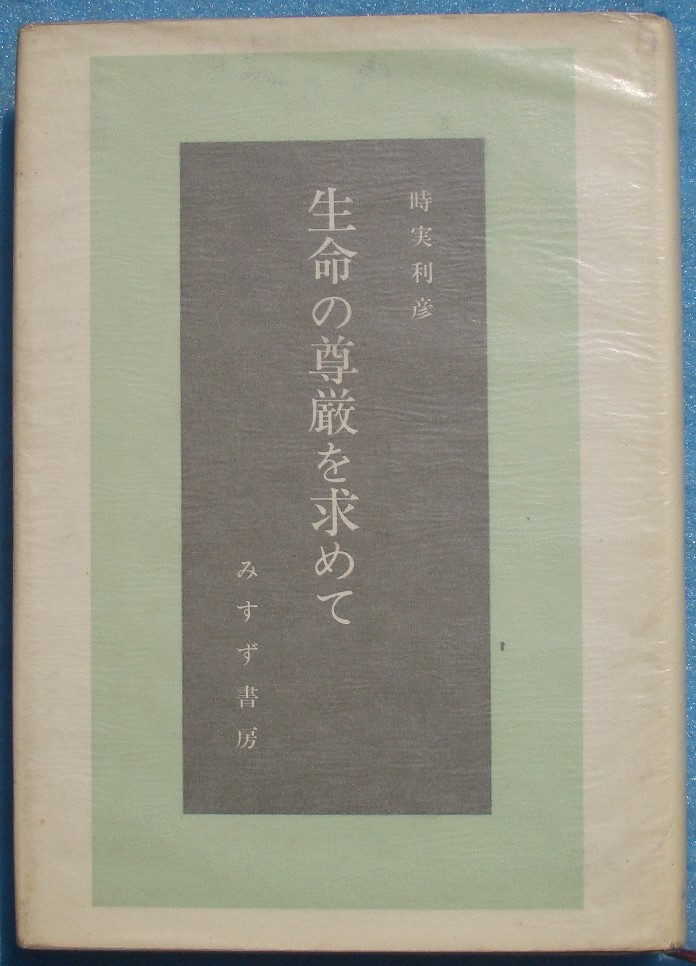 時実利彦
生命の尊厳を求めて
みすず書房